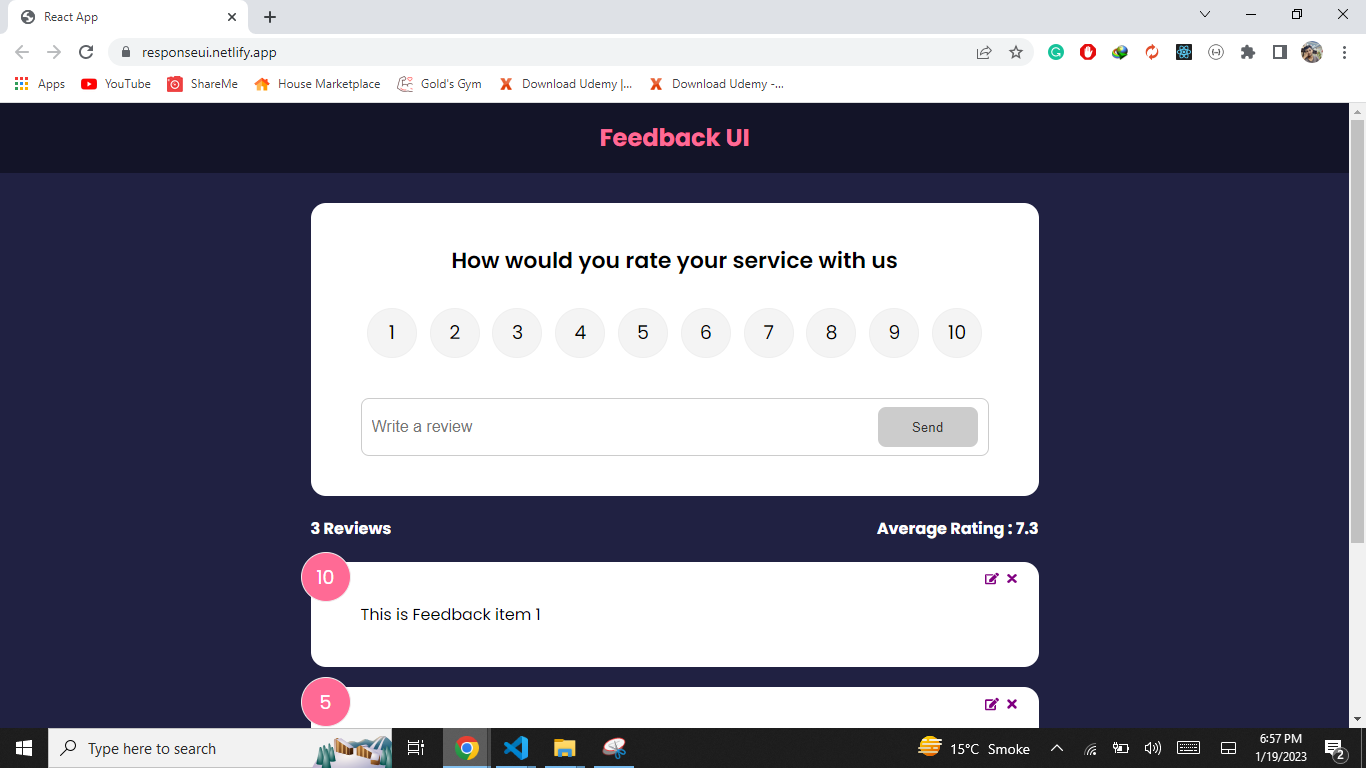 React App
responseui.netlify.app
Apps YouTube ShareMe House Marketplace Gold's Gym Download Udemy |... Download Udemy -...
Feedback UI
How would you rate your service with us
1 2 3 4 5 6 7 8 9 10
Write a review Send
3 Reviews Average Rating : 7.3
10
This is Feedback item 1
5
Type here to search 15°C Smoke 6:57 PM
1/19/2023 2